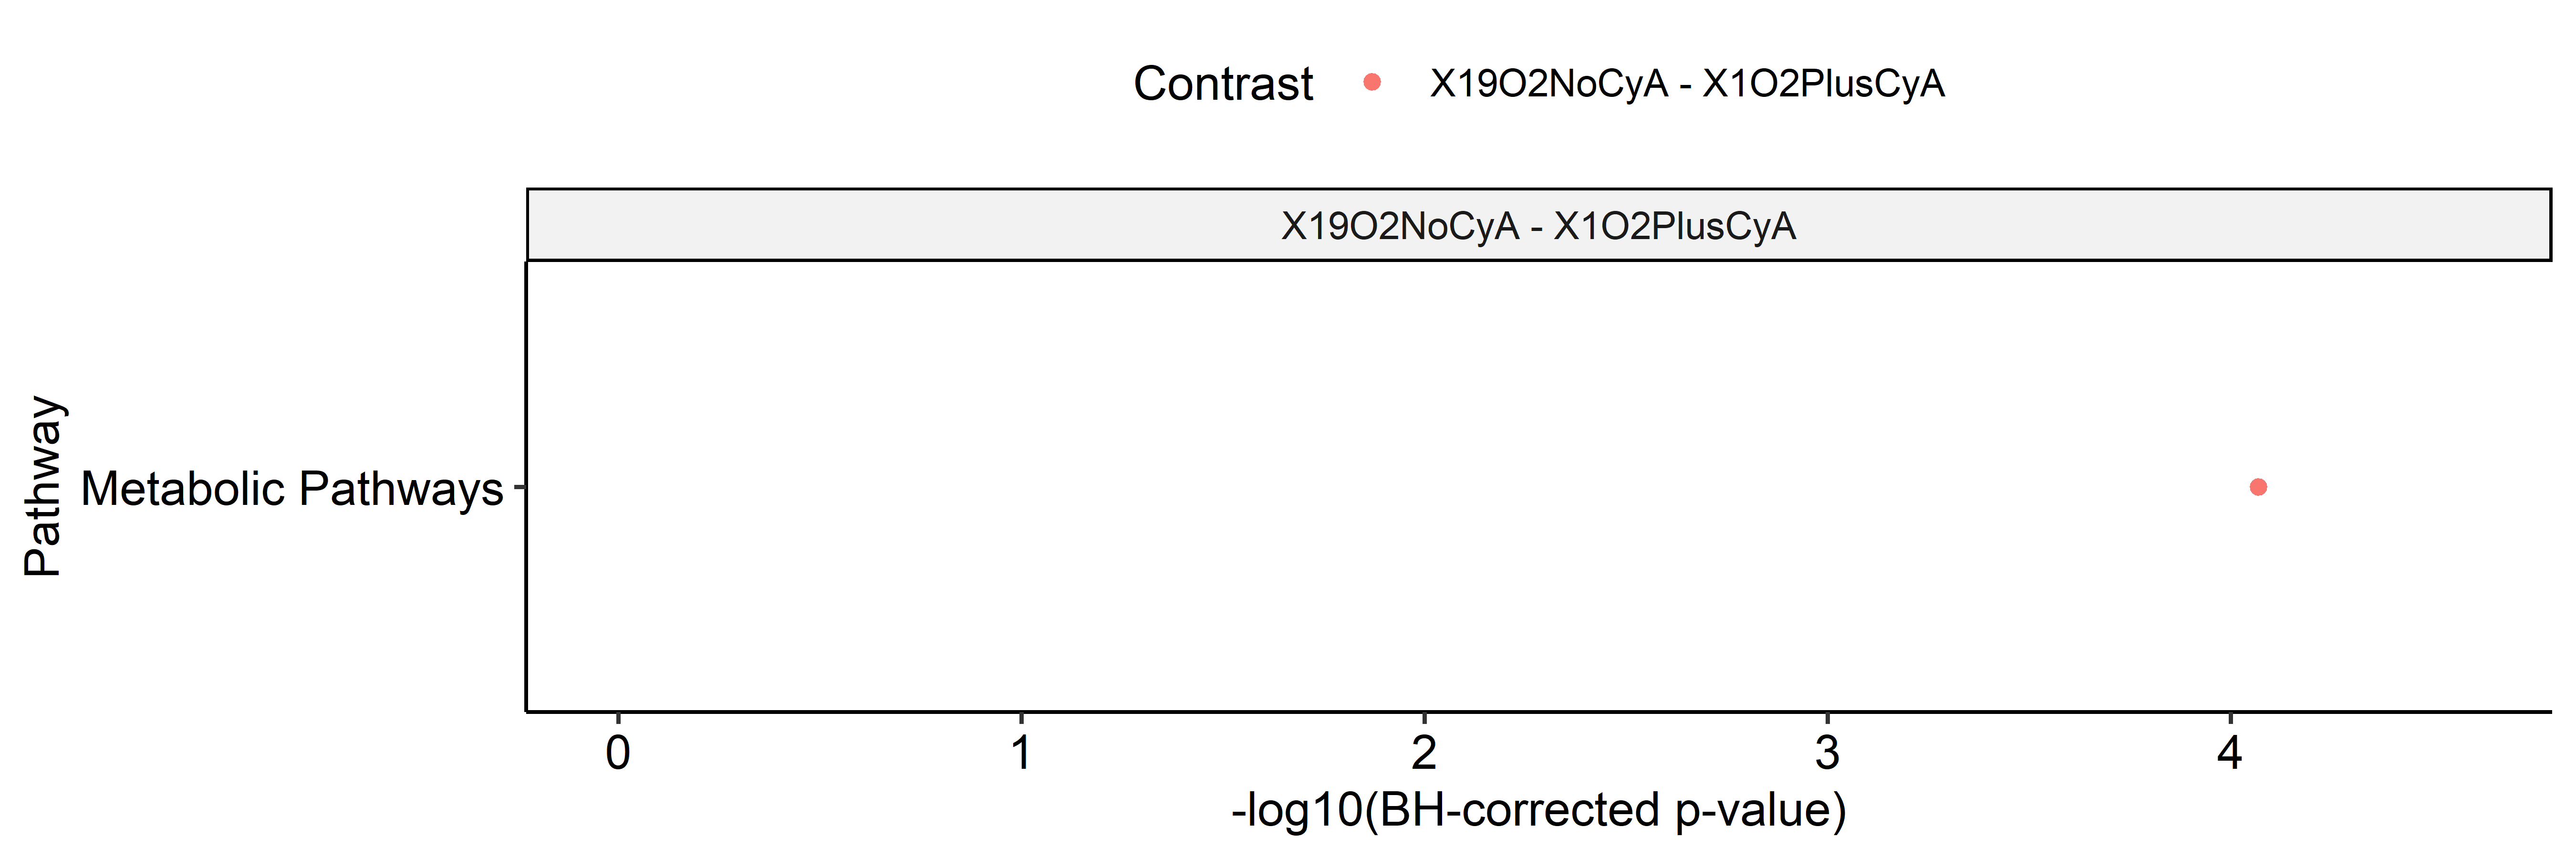 Contrast X19O2NoCyA - X1O2PlusCyA
X19O2NoCyA - X1O2PlusCyA
Pathway
Metabolic Pathways
0 1 2 3 4
-log10(BH-corrected p-value)